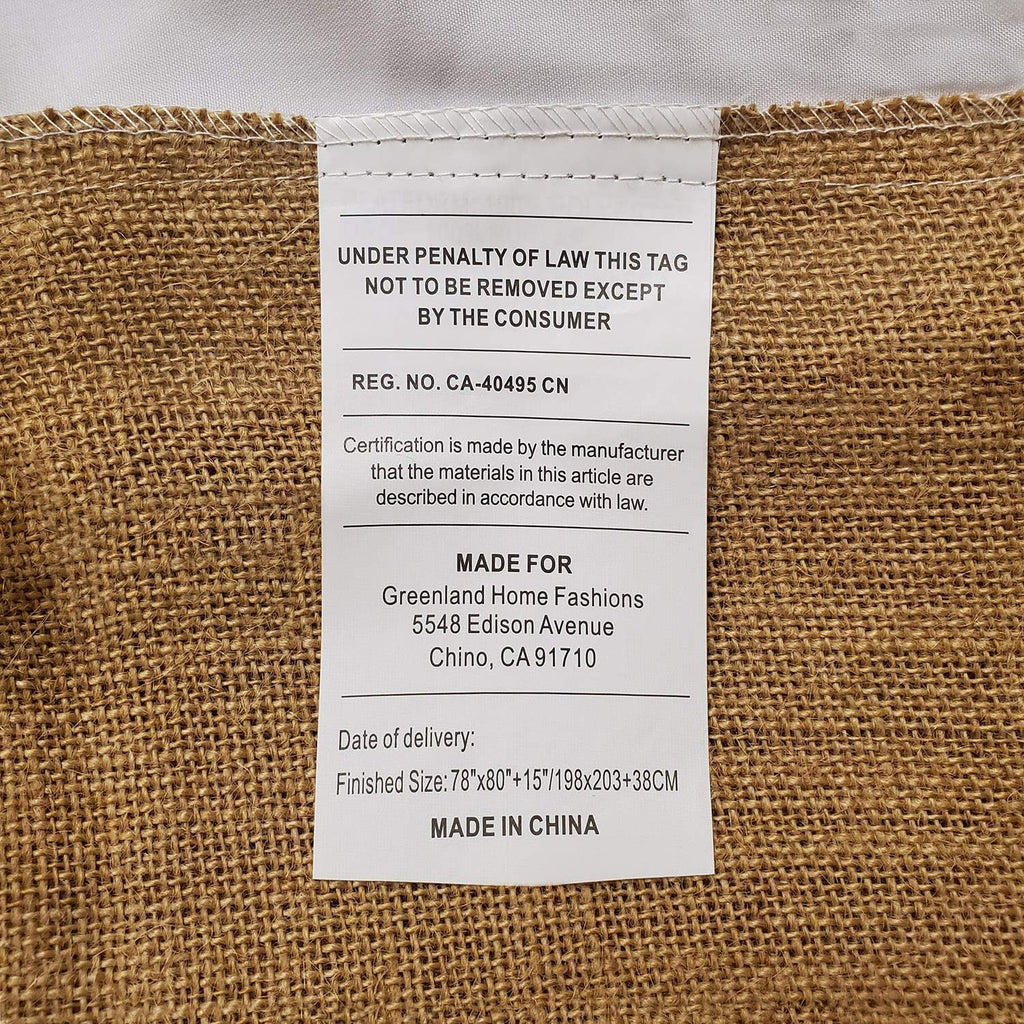 UNDER PENALTY OF LAW THIS TAG
NOT TO BE REMOVED EXCEPT
BY THE CONSUMER
REG. NO. CA-40495 CN
Certification is made by the manufacturer
that the materials in this article are
described in accordance with law.
MADE FOR
Greenland Home Fashions
5548 Edison Avenue
Chino, CA 91710
Date of delivery:
Finished Size: 78"x80"+15"/198x203+38CM
MADE IN CHINA